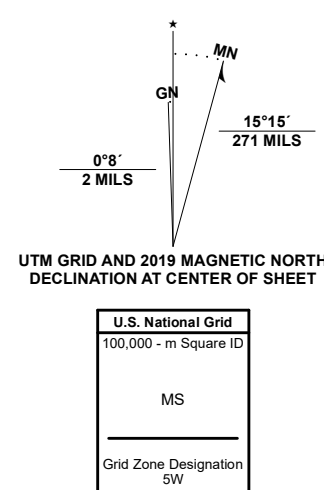 ★
MN
GN
15°15´
271 MILS
0°8´
2 MILS
UTM GRID AND 2019 MAGNETIC NORTH
DECLINATION AT CENTER OF SHEET
U.S. National Grid
100,000 - m Square ID
MS
Grid Zone Designation
5W